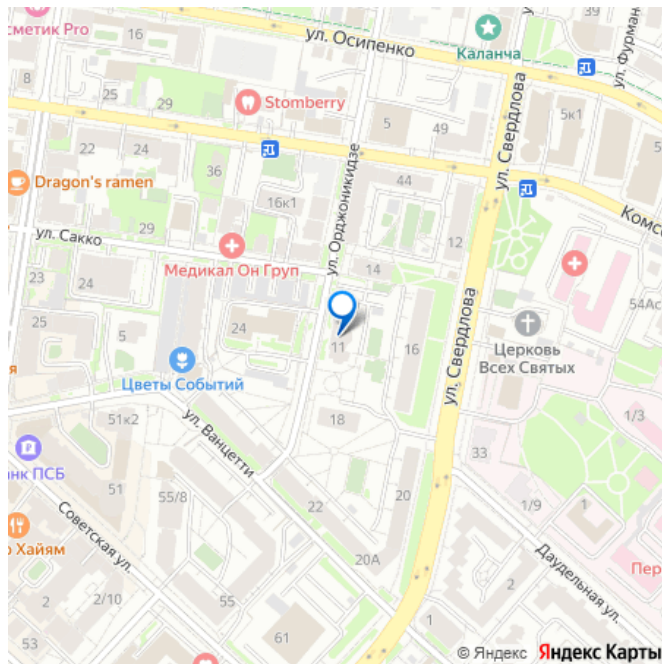 сметик Pro
16
ул. Осипенко
Каланча
39
ул. Фурман
8
25
29
Stomberry
5
49
5к1
5
ул. Свердлова
22
24
36
44
Dragon's ramen
16к1
ул. Орджоникидзе
Комсо
29
ул. Сакко
12
Медикал Он Груп
14
23
24
54Ас
25
5
24
11
16
Церковь
Всех Святых
я
Цветы Событий
ул. Свердлова
51к2
ул. Ванцетти
18
1/3
33
нк ПСБ
51
55/8
22
20
1/9
1
р Хайям
Советская ул.
20А
Даудельная ул.
Пер
2
2/10
55
2
1
53
61
© Яндекс Яндекс Карты